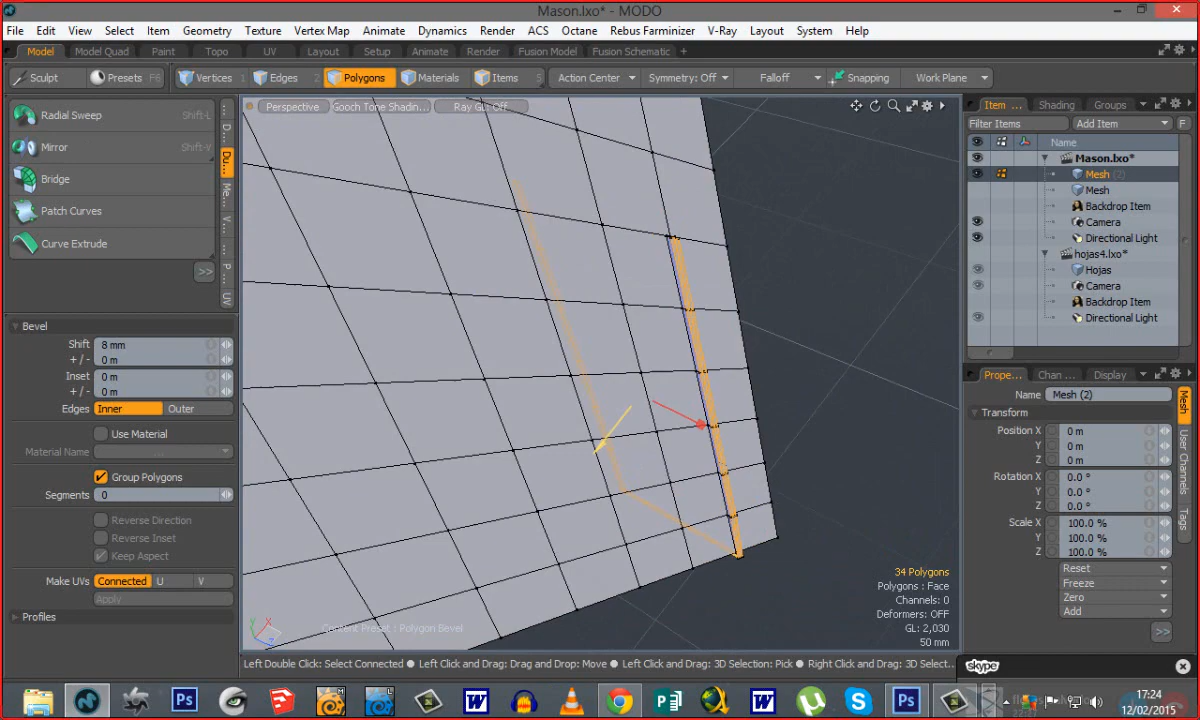 Mason.lxo* - MODO
File Edit View Select Item Geometry Texture Vertex Map Animate Dynamics Render ACS Octane Rebus Farminizer V-Ray Layout System Help
Model Model Quad Paint Topo UV Layout Setup Animate Render Fusion Model Fusion Schematic +
Sculpt Presets F6 Vertices 1 Edges 2 Polygons Materials Items 5 Action Center Symmetry: Off Falloff Snapping Work Plane
Radial Sweep Shift-L
Mirror Shift-V
Bridge
Patch Curves
Curve Extrude
>>
D...
Du...
Me...
V...
P...
UV
Bevel
Shift 8 mm
+ / - 0 m
Inset 0 m
+ / - 0 m
Edges Inner Outer
Use Material
Material Name ...
Group Polygons
Segments 0
Reverse Direction
Reverse Inset
Keep Aspect
Make UVs Connected U V
Apply
Profiles
Perspective Gooch Tone Shadin... Ray GL: Off
34 Polygons
Polygons : Face
Channels: 0
Deformers: OFF
GL: 2,030
50 mm
Content Preset : Polygon Bevel
Y X Z
Left Double Click: Select Connected ● Left Click and Drag: Drag and Drop: Move ● Left Click and Drag: 3D Selection: Pick ● Right Click and Drag: 3D Select...
Item ... Shading Groups
Filter Items Add Item F
Name
Mason.lxo*
Mesh (2)
Mesh
Backdrop Item
Camera
Directional Light
hojas4.lxo*
Hojas
Camera
Backdrop Item
Directional Light
Prope... Chan ... Display
Name Mesh (2)
Transform
Position X 0 m
Y 0 m
Z 0 m
Rotation X 0.0 °
Y 0.0 °
Z 0.0 °
Scale X 100.0 %
Y 100.0 %
Z 100.0 %
Reset
Freeze
Zero
Add
>>
Mesh
User Channels
Tags
skype
Ps W W Ps
17:24
12/02/2015